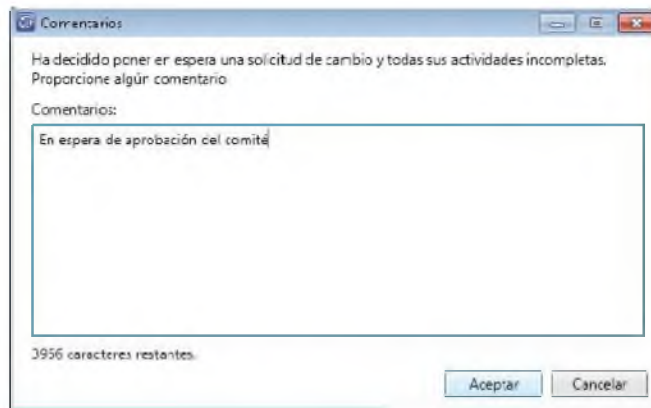 Comentarios
Ha decidido poner en espera una solicitud de cambio y todas sus actividades incompletas.
Proporcione algún comentario
Comentarios:
En espera de aprobación del comité
3956 caracteres restantes.
Aceptar
Cancelar